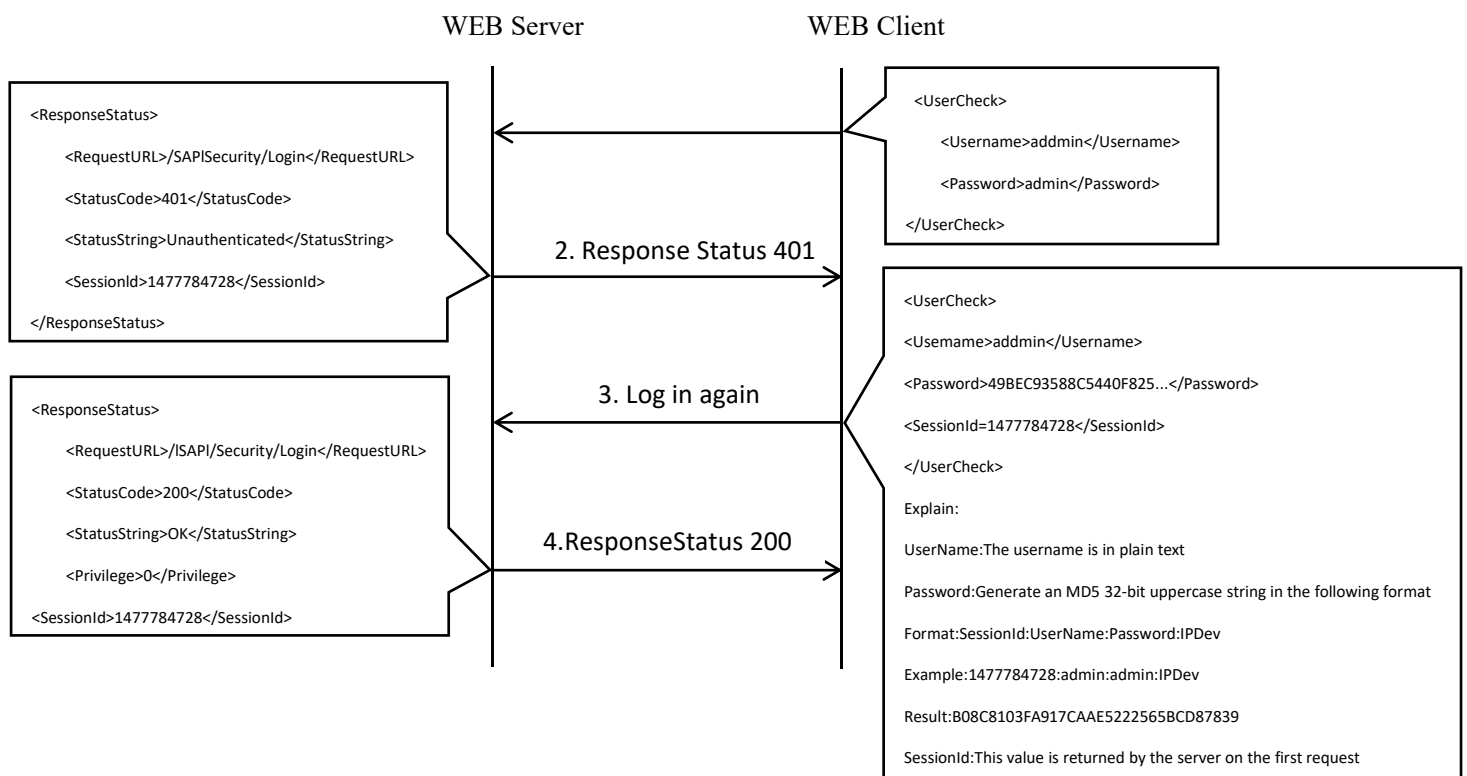 WEB Server
WEB Client
<ResponseStatus>
<RequestURL>/SAPlSecurity/Login</RequestURL>
<StatusCode>401</StatusCode>
<StatusString>Unauthenticated</StatusString>
<SessionId>1477784728</SessionId>
</ResponseStatus>
<UserCheck>
<Username>addmin</Username>
<Password>admin</Password>
</UserCheck>
2. Response Status 401
<UserCheck>
<Usemame>addmin</Username>
<Password>49BEC93588C5440F825...</Password>
<SessionId=1477784728</SessionId>
</UserCheck>
Explain:
UserName:The username is in plain text
Password:Generate an MD5 32-bit uppercase string in the following format
Format:SessionId:UserName:Password:IPDev
Example:1477784728:admin:admin:IPDev
Result:B08C8103FA917CAAE5222565BCD87839
SessionId:This value is returned by the server on the first request
3. Log in again
<ResponseStatus>
<RequestURL>/lSAPl/Security/Login</RequestURL>
<StatusCode>200</StatusCode>
<StatusString>OK</StatusString>
<Privilege>0</Privilege>
<SessionId>1477784728</SessionId>
4.ResponseStatus 200